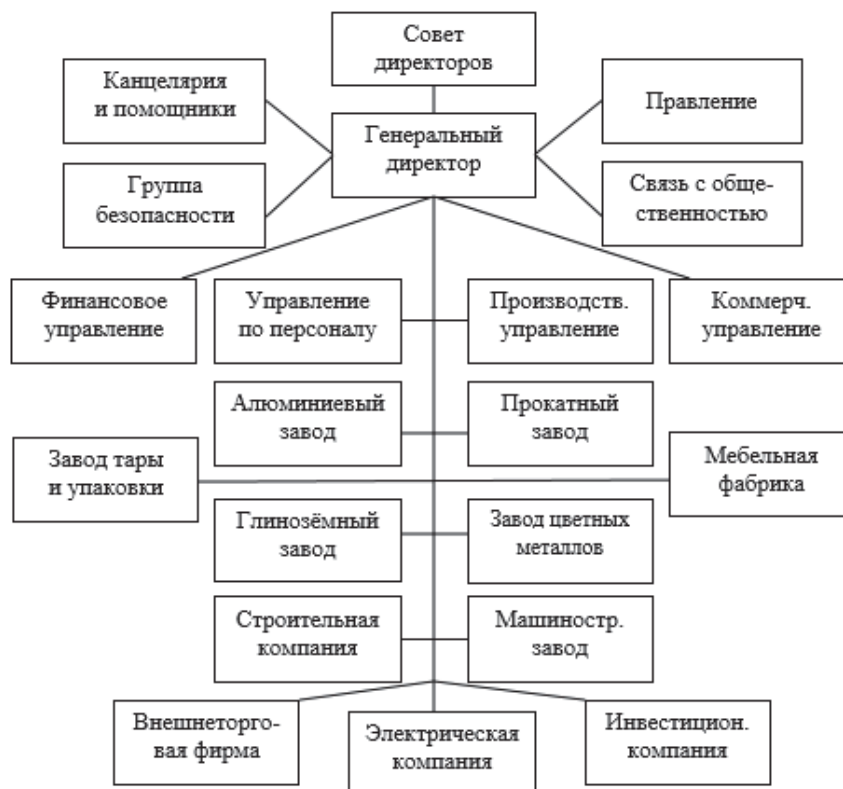 Совет
директоров
Канцелярия
и помощники
Генеральный
директор
Правление
Группа
безопасности
Связь с обще-
ственностью
Финансовое
управление
Управление
по персоналу
Производств.
управление
Коммерч.
управление
Алюминиевый
завод
Прокатный
завод
Завод тары
и упаковки
Мебельная
фабрика
Глинозёмный
завод
Завод цветных
металлов
Строительная
компания
Машиностр.
завод
Внешнеторго-
вая фирма
Электрическая
компания
Инвестицион.
компания